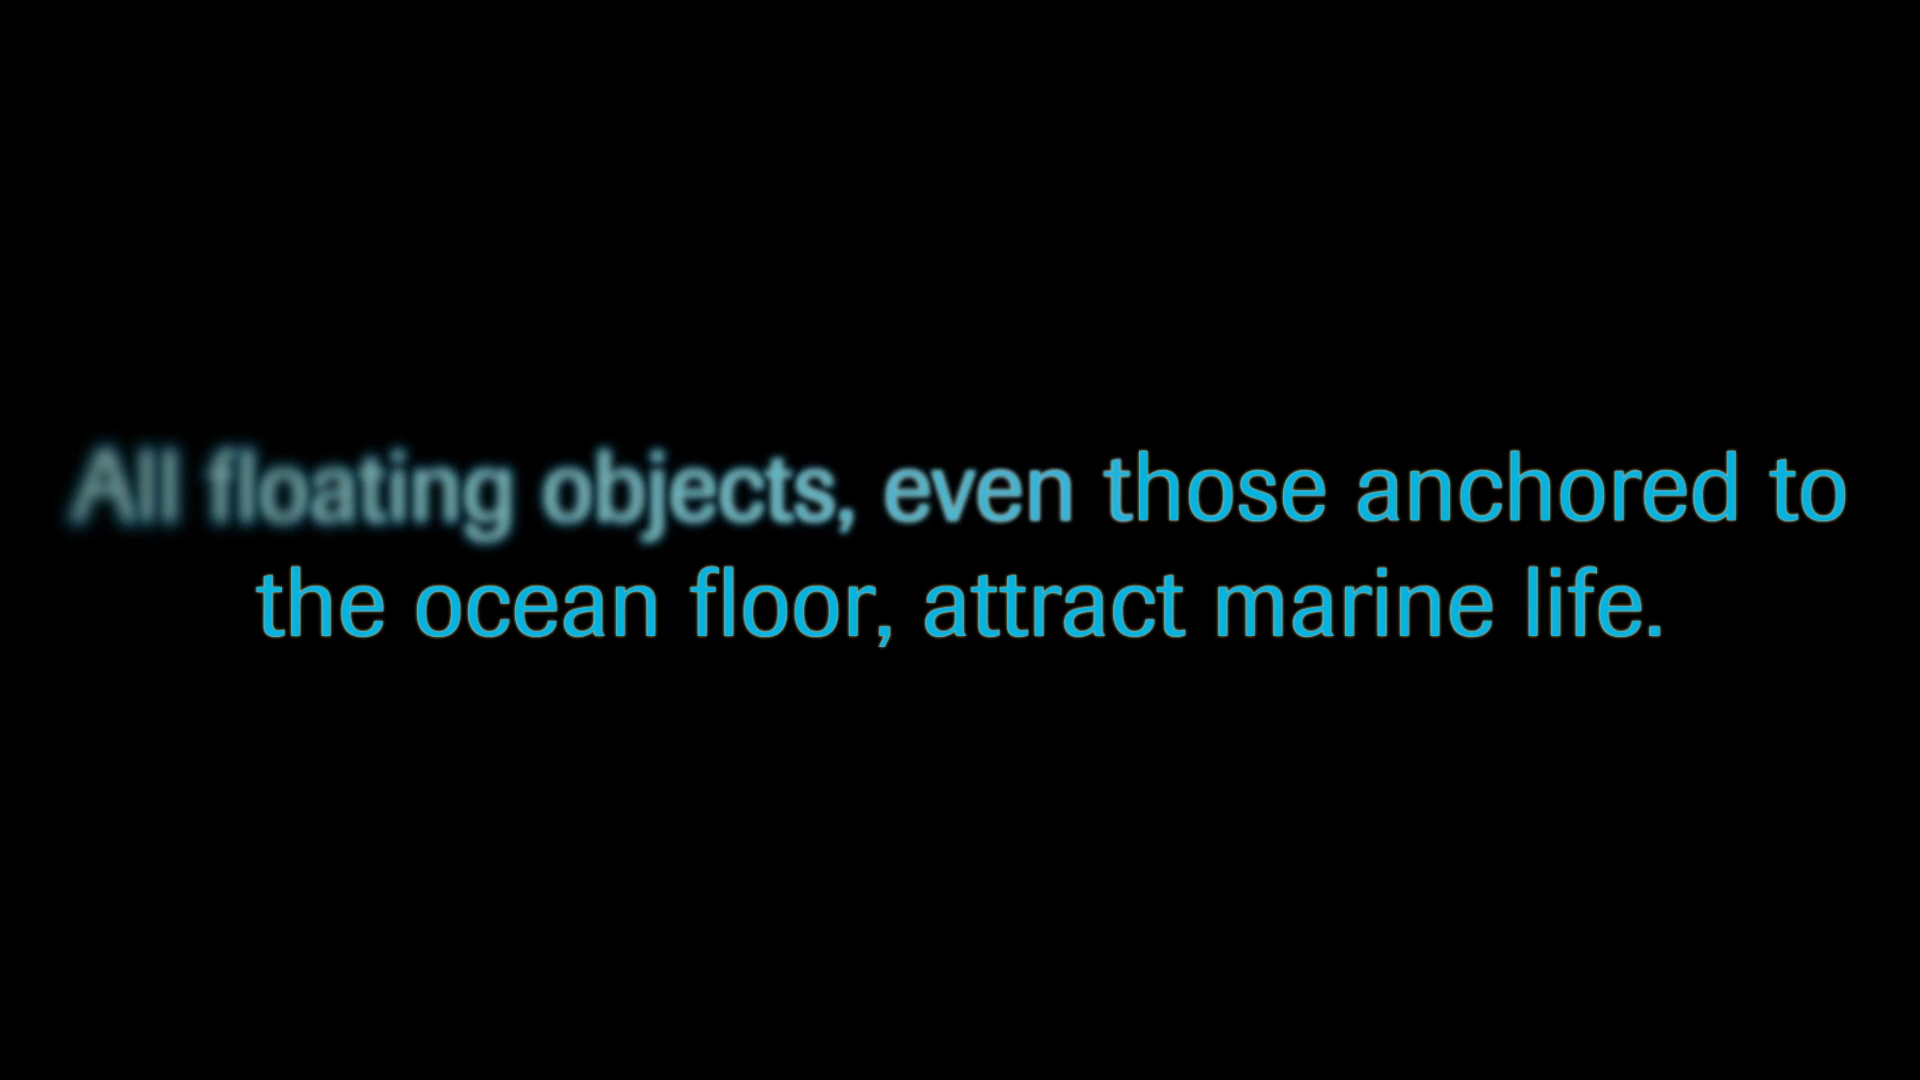 All floating objects, even those anchored to
the ocean floor, attract marine life.